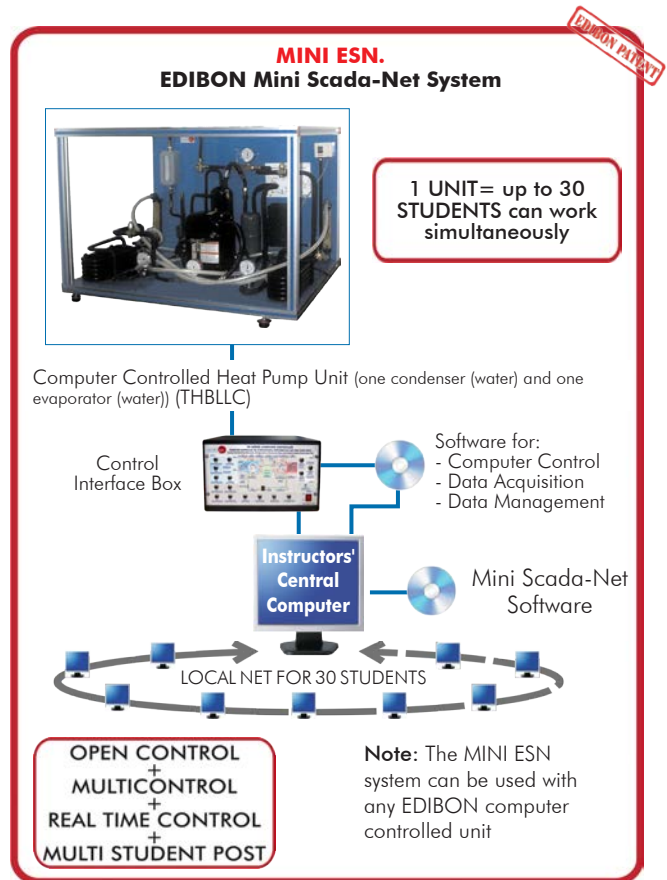 EDIBON PATENT
MINI ESN.
EDIBON Mini Scada-Net System
1 UNIT= up to 30
STUDENTS can work
simultaneously
Computer Controlled Heat Pump Unit (one condenser (water) and one
evaporator (water)) (THBLLC)
Control
Interface Box
Software for:
- Computer Control
- Data Acquisition
- Data Management
Instructors'
Central
Computer
Mini Scada-Net
Software
LOCAL NET FOR 30 STUDENTS
OPEN CONTROL
+
MULTICONTROL
+
REAL TIME CONTROL
+
MULTI STUDENT POST
Note: The MINI ESN
system can be used with
any EDIBON computer
controlled unit